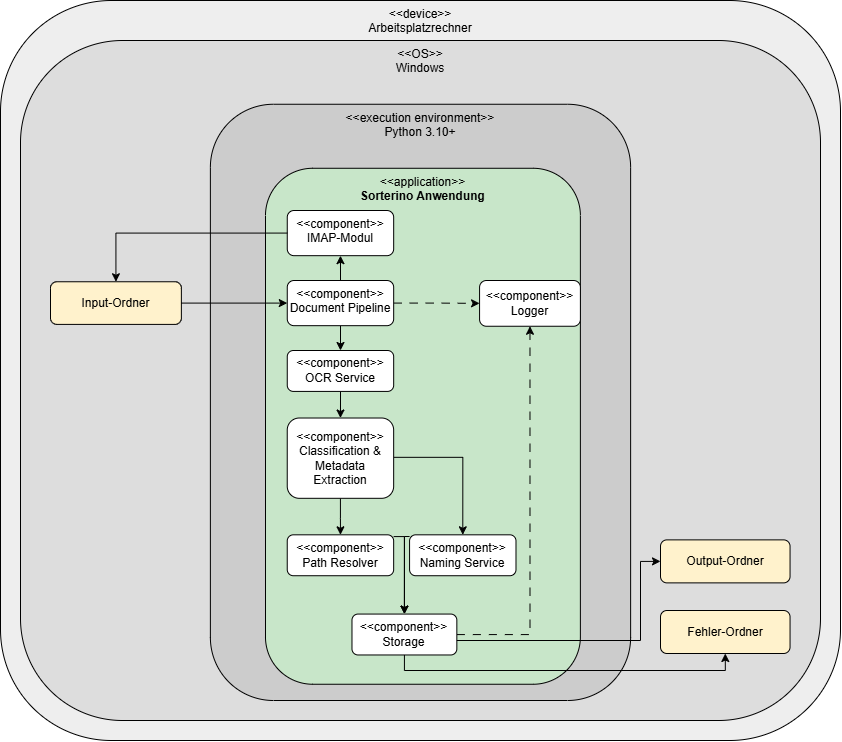 <<device>>
Arbeitsplatzrechner
<<OS>>
Windows
<<execution environment>>
Python 3.10+
<<application>>
Sorterino Anwendung
<<component>>
IMAP-Modul
Input-Ordner
<<component>>
Document Pipeline
<<component>>
Logger
<<component>>
OCR Service
<<component>>
Classification &
Metadata
Extraction
<<component>>
Path Resolver
<<component>>
Naming Service
Output-Ordner
<<component>>
Storage
Fehler-Ordner